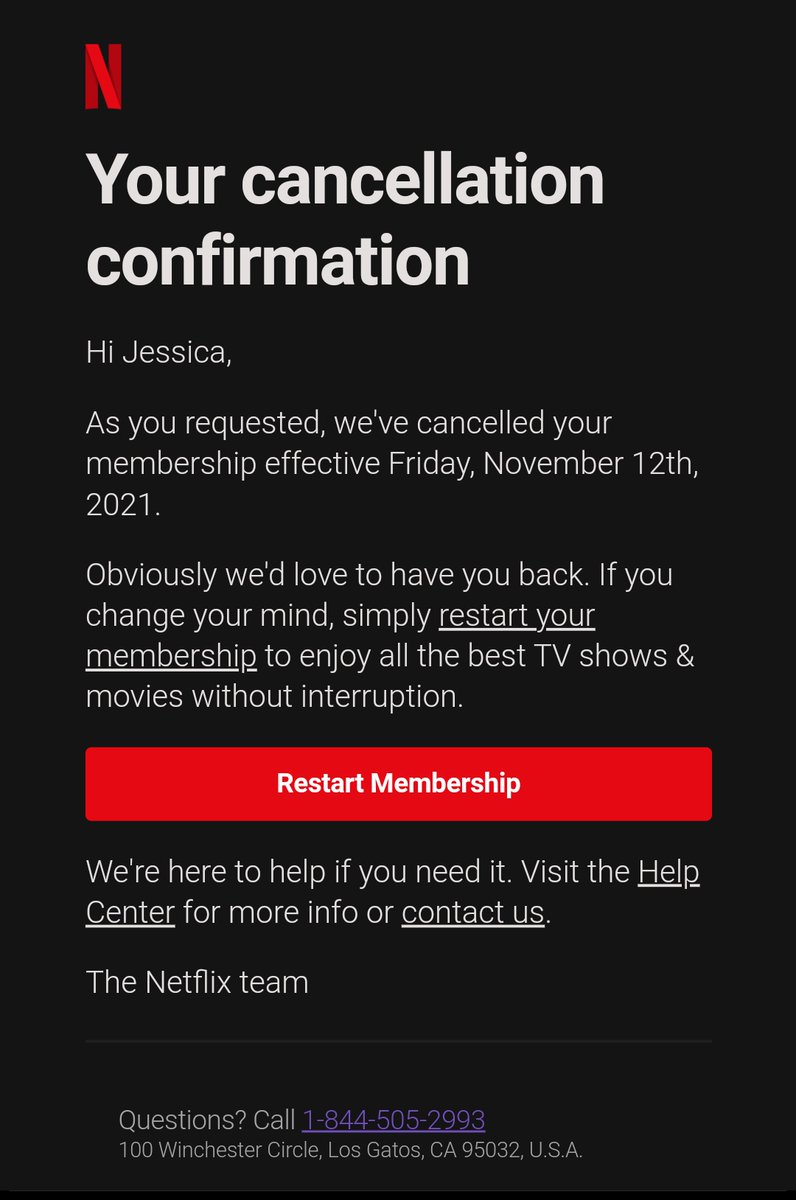 N
Your cancellation
confirmation
Hi Jessica,
As you requested, we've cancelled your
membership effective Friday, November 12th,
2021.
Obviously we'd love to have you back. If you
change your mind, simply restart your
membership to enjoy all the best TV shows &
movies without interruption.
Restart Membership
We're here to help if you need it. Visit the Help
Center for more info or contact us.
The Netflix team
Questions? Call 1-844-505-2993
100 Winchester Circle, Los Gatos, CA 95032, U.S.A.